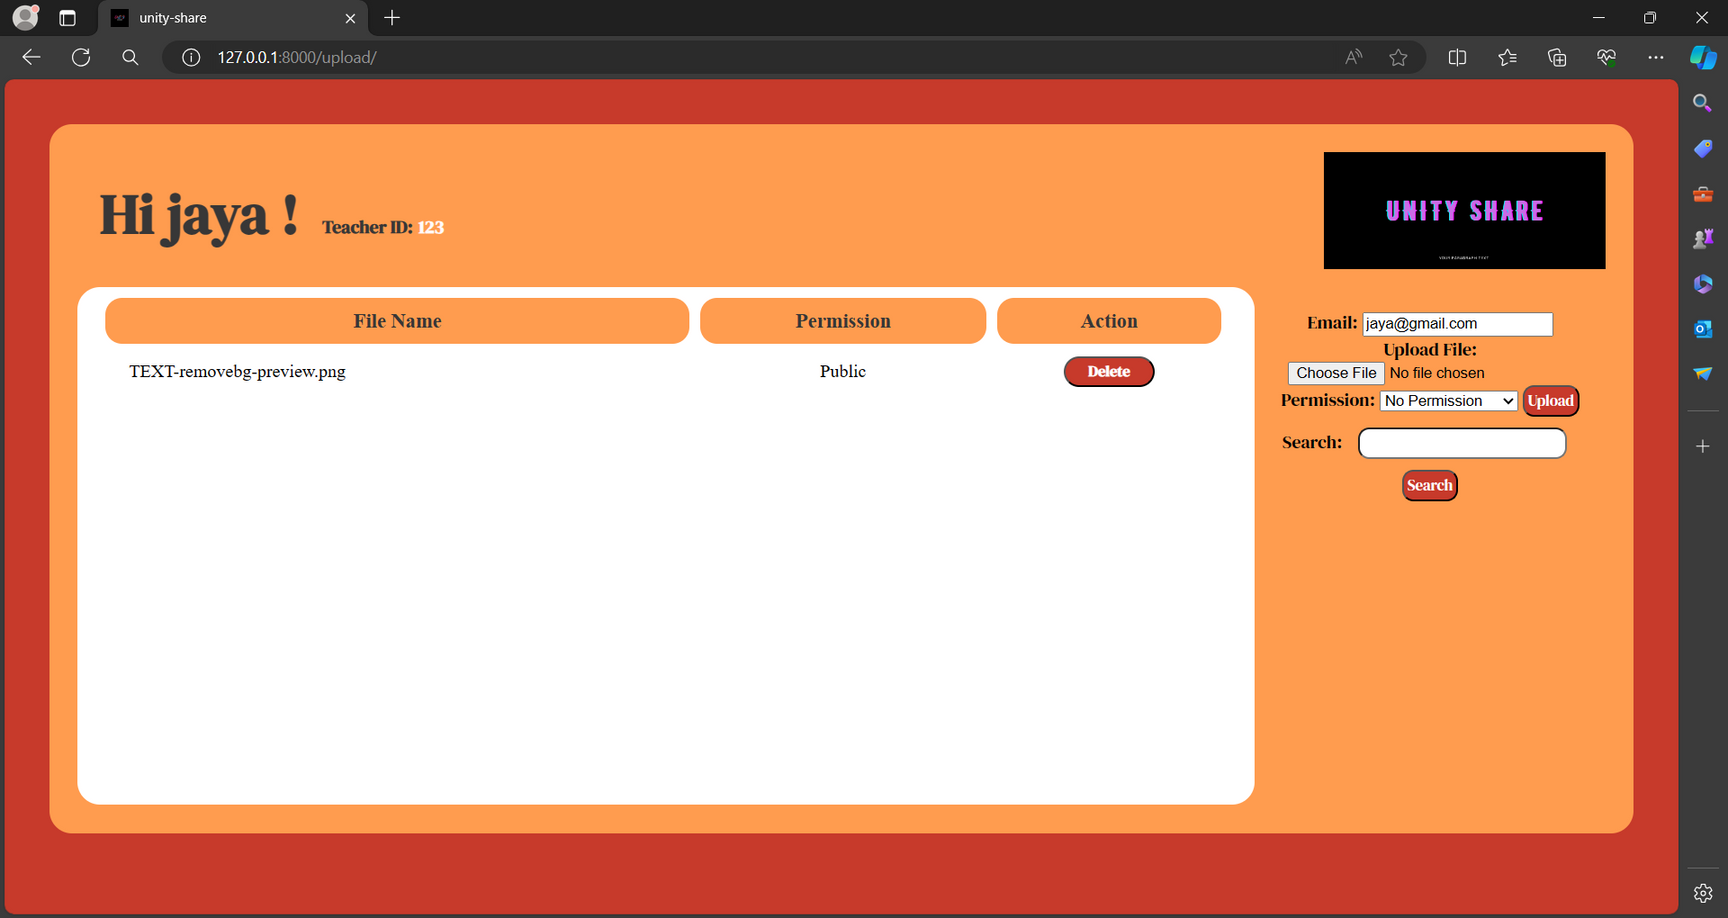 unity-share
127.0.0.1:8000/upload/
UNITY SHARE
Hi jaya !
Teacher ID: 123
File Name Permission Action
TEXT-removebg-preview.png Public Delete
Email: jaya@gmail.com
Upload File:
Choose File No file chosen
Permission: No Permission Upload
Search:
Search